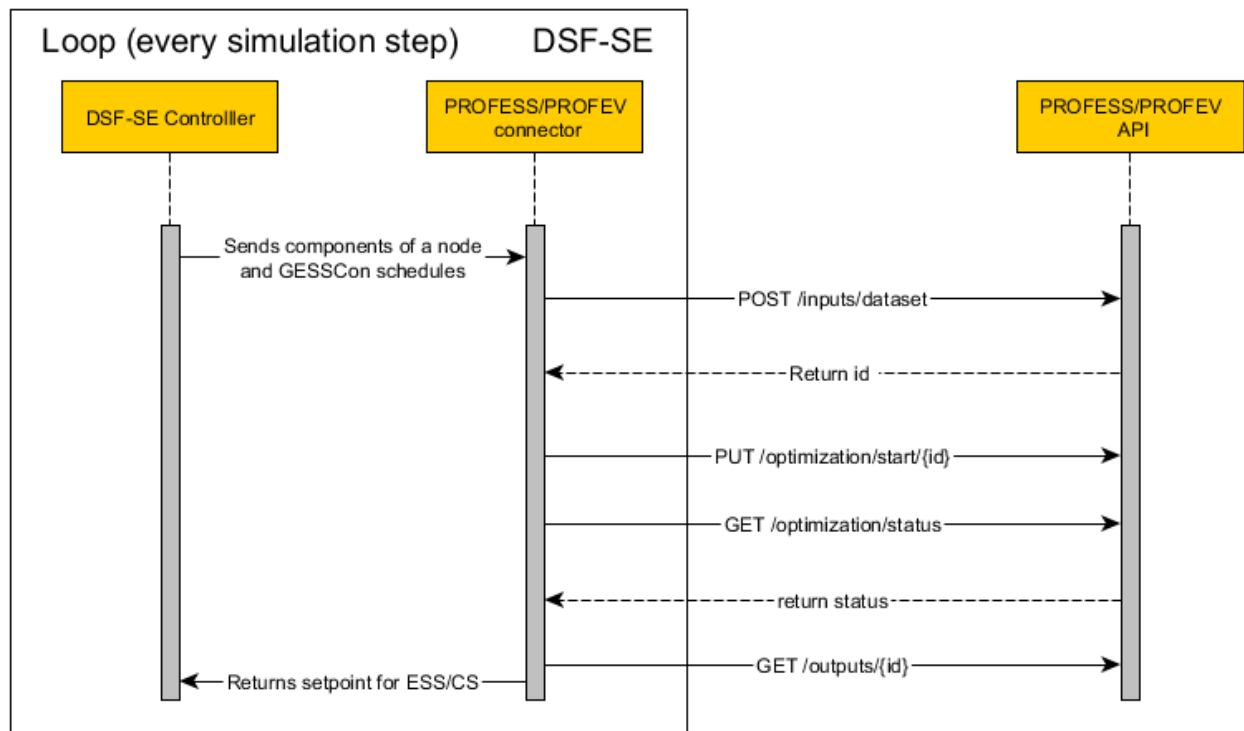 Loop (every simulation step)
DSF-SE
DSF-SE Controlller
PROFESS/PROFEV
connector
PROFESS/PROFEV
API
Sends components of a node
and GESSCon schedules
POST /inputs/dataset
Return id
PUT /optimization/start/{id}
GET /optimization/status
return status
GET /outputs/{id}
Returns setpoint for ESS/CS